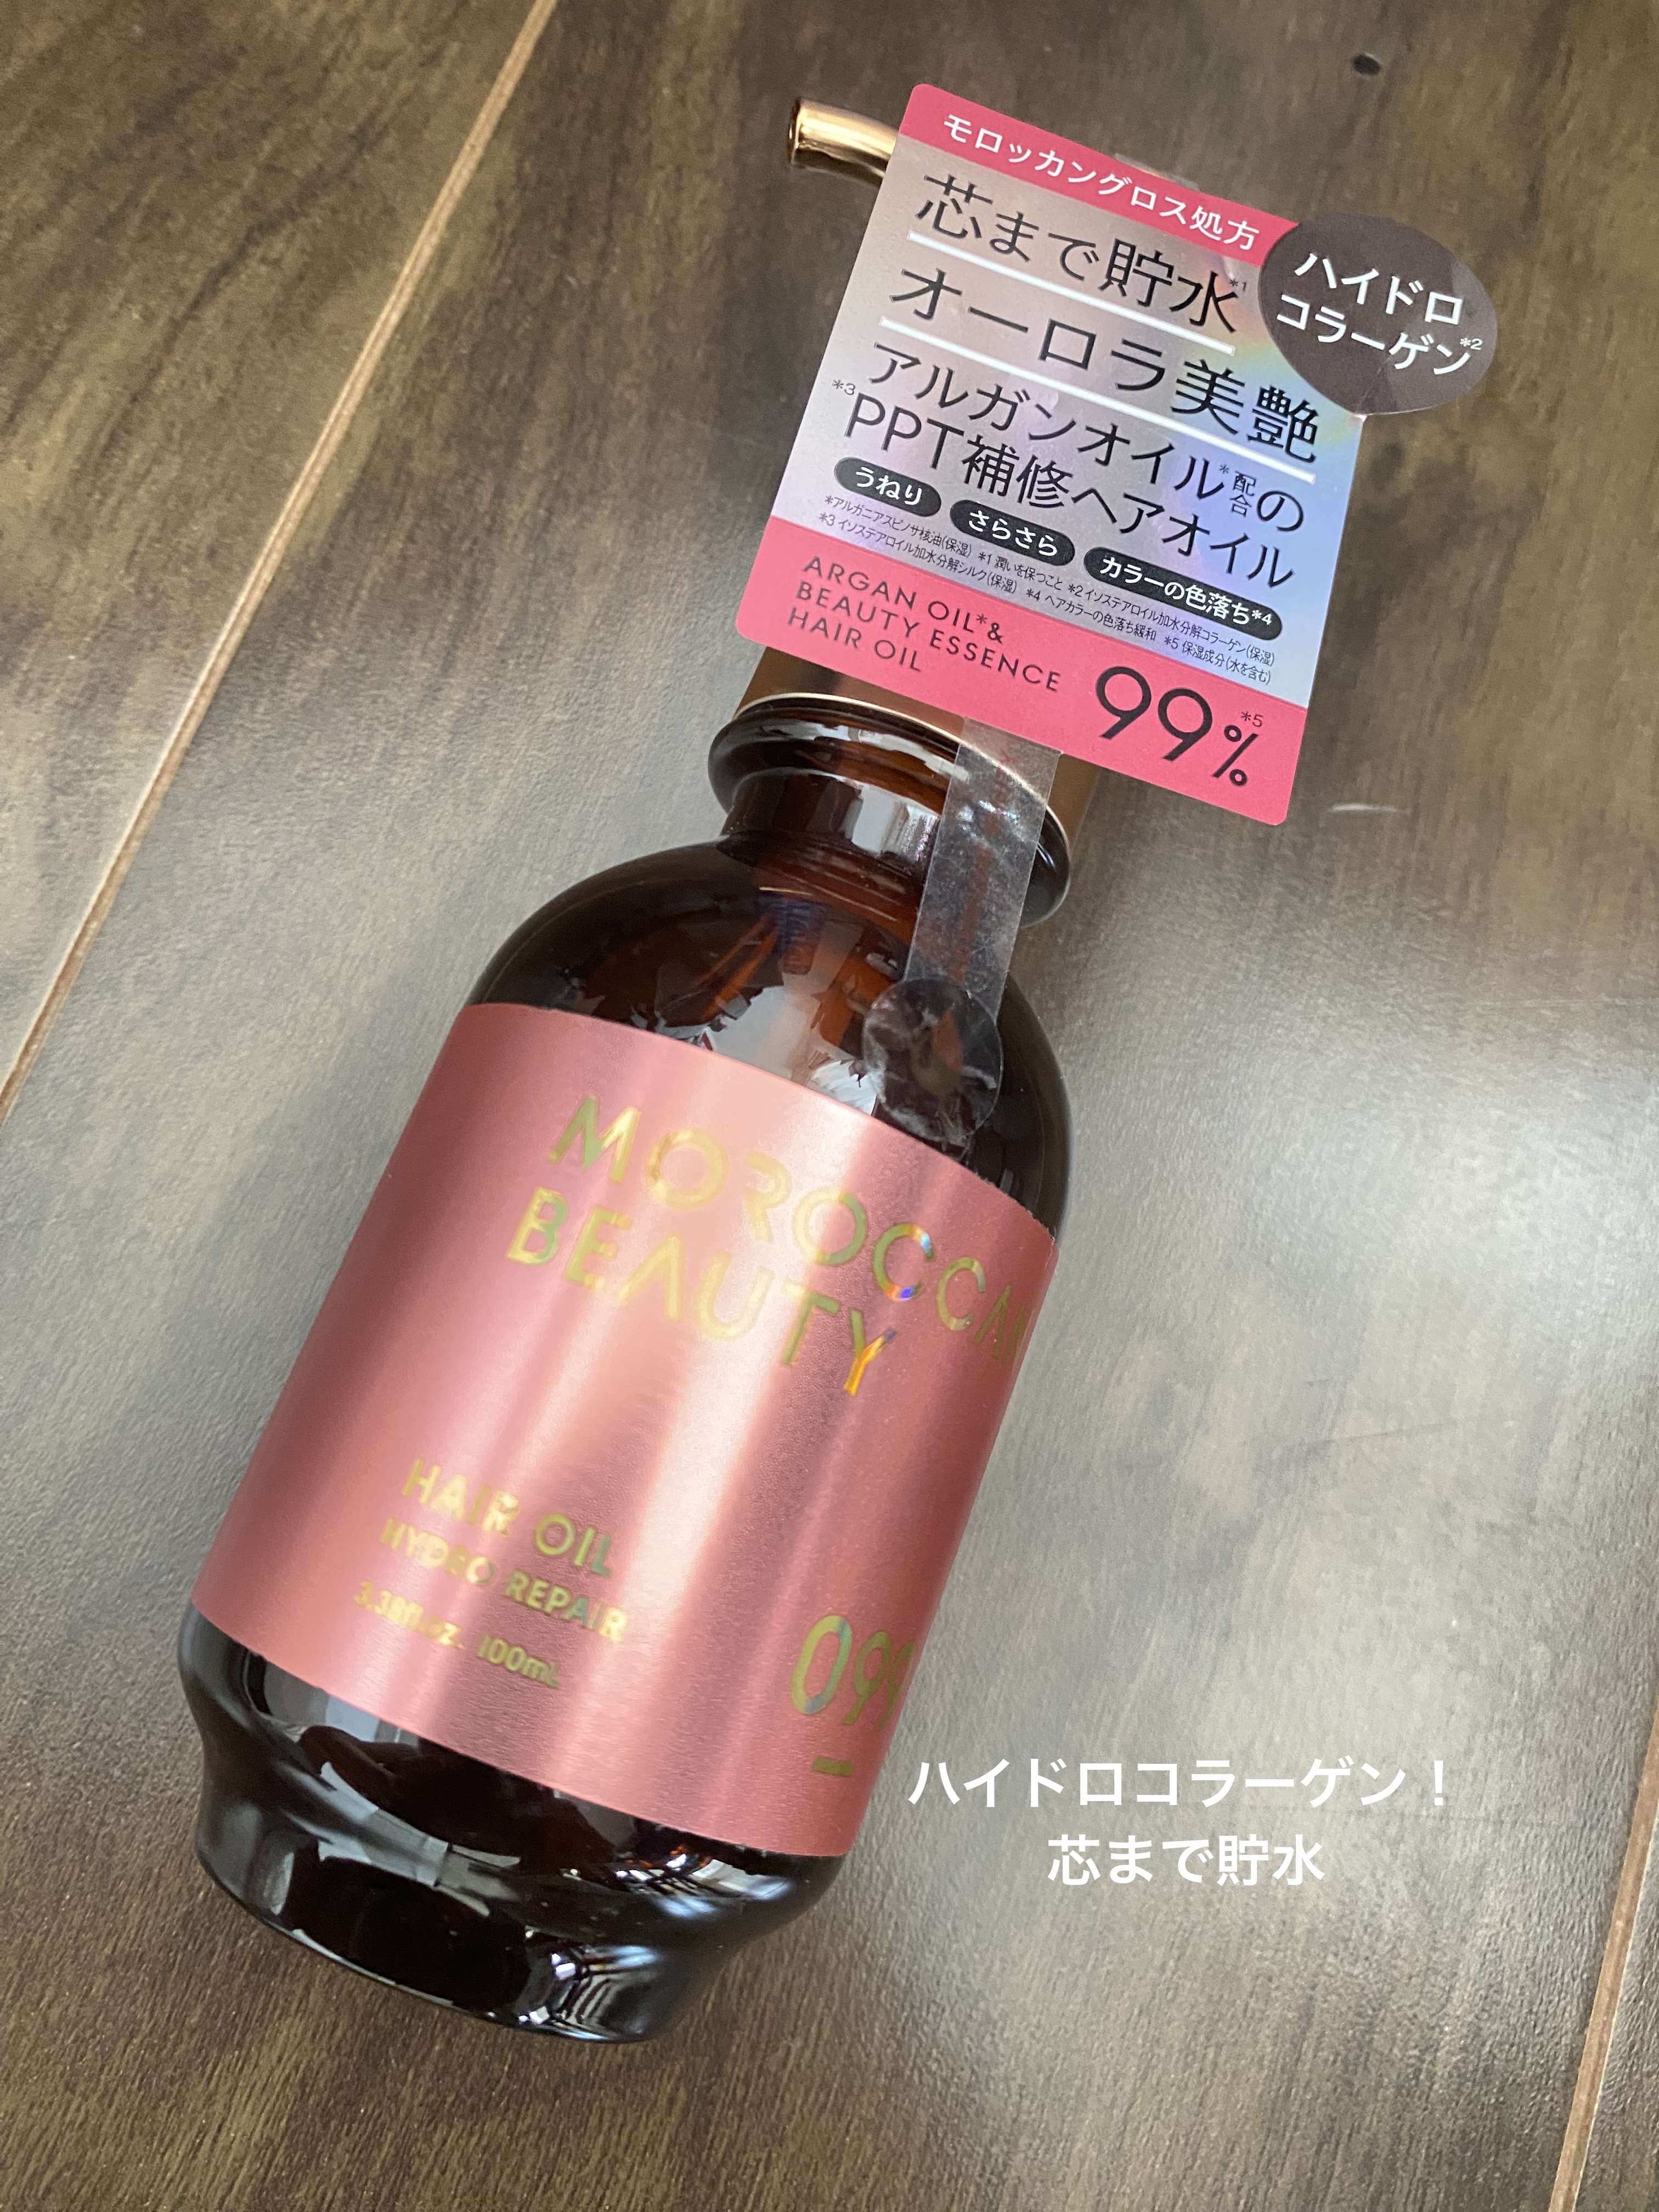 モロッカングロス処方
芯まで貯水*1
オーロラ美艶
アルガンオイル*配合の
*3PPT補修ヘアオイル
ハイドロ
コラーゲン*2
うねり さらさら カラーの色落ち*4
*アルガニアスピノサ核油(保湿) *1 潤いを保つこと *2 イソステアロイル加水分解コラーゲン(保湿)
*3 イソステアロイル加水分解シルク(保湿) *4 ヘアカラーの色落ち緩和 *5 保湿成分(水を含む)
ARGAN OIL*&
BEAUTY ESSENCE
HAIR OIL
99%*5
MOROCCAN
BEAUTY
HAIR OIL
HYDRO REPAIR
3.38fl.oz. 100mL
099
ハイドロコラーゲン！
芯まで貯水